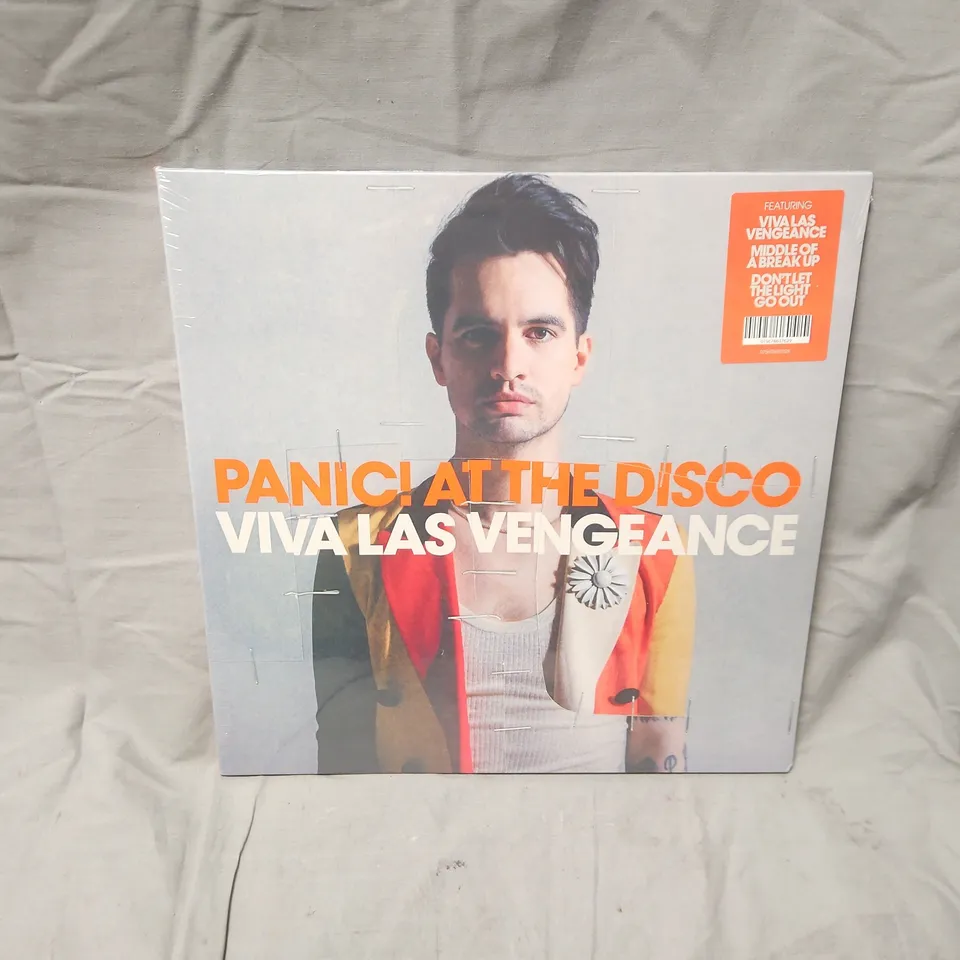 FEATURING
VIVA LAS
VENGEANCE
MIDDLE OF
A BREAK UP
DON'T LET
THE LIGHT
GO OUT
PANIC! AT THE DISCO
VIVA LAS VENGEANCE